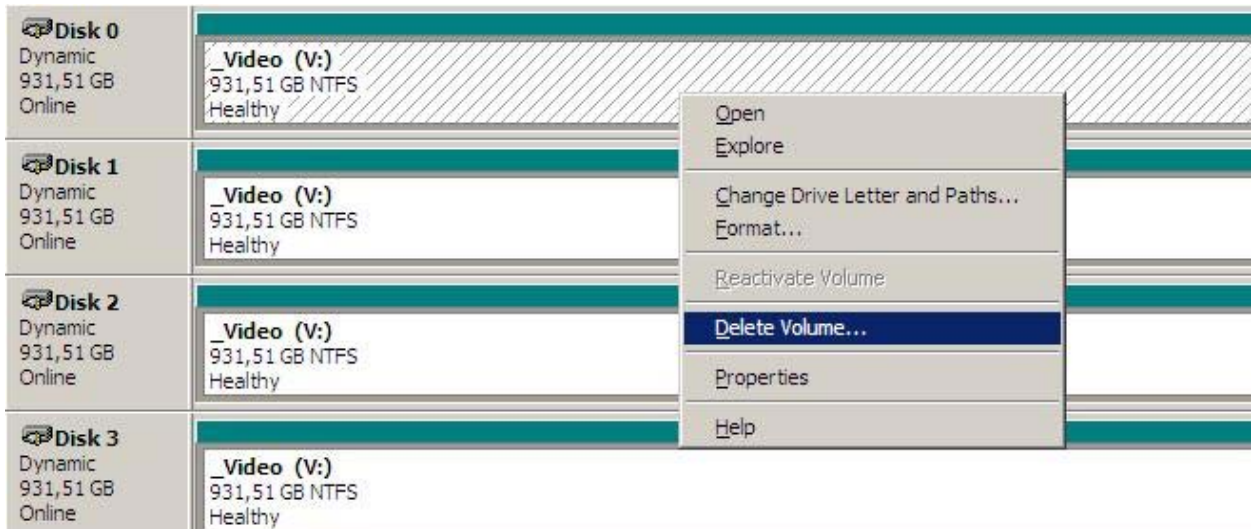 Disk 0
Dynamic
931,51 GB
Online
_Video (V:)
931,51 GB NTFS
Healthy
Disk 1
Dynamic
931,51 GB
Online
_Video (V:)
931,51 GB NTFS
Healthy
Disk 2
Dynamic
931,51 GB
Online
_Video (V:)
931,51 GB NTFS
Healthy
Disk 3
Dynamic
931,51 GB
Online
_Video (V:)
931,51 GB NTFS
Healthy
Open
Explore
Change Drive Letter and Paths...
Format...
Reactivate Volume
Delete Volume...
Properties
Help